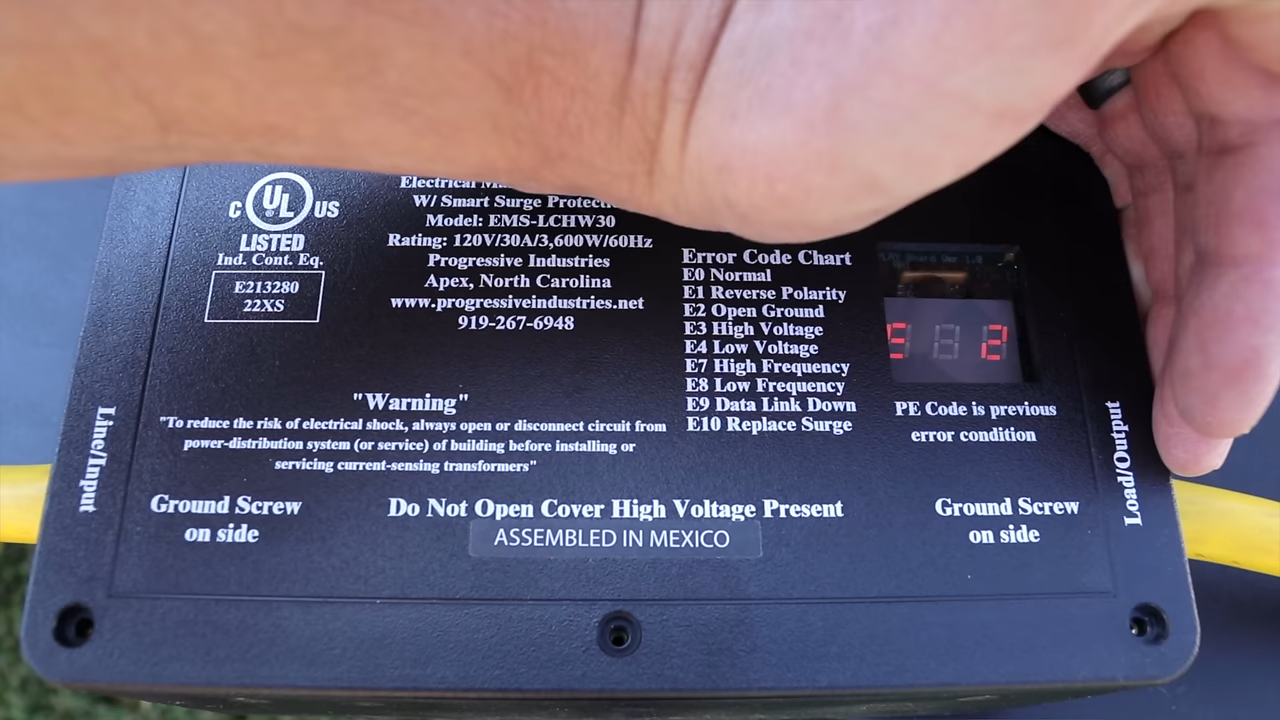 C UL US
LISTED
Ind. Cont. Eq.
E213280
22XS
Electrical
W/ Smart Surge
Model: EMS-LCHW30
Rating: 120V/30A/3,600W/60Hz
Progressive Industries
Apex, North Carolina
www.progressiveindustries.net
919-267-6948
Error Code Chart
E0 Normal
E1 Reverse Polarity
E2 Open Ground
E3 High Voltage
E4 Low Voltage
E7 High Frequency
E8 Low Frequency
E9 Data Link Down
E10 Replace Surge
Board Ver 1.0
E 2
PE Code is previous
error condition
"Warning"
"To reduce the risk of electrical shock, always open or disconnect circuit from
power-distribution system (or service) of building before installing or
servicing current-sensing transformers"
Line/Input
Load/Output
Ground Screw
on side
Do Not Open Cover High Voltage Present
ASSEMBLED IN MEXICO
Ground Screw
on side